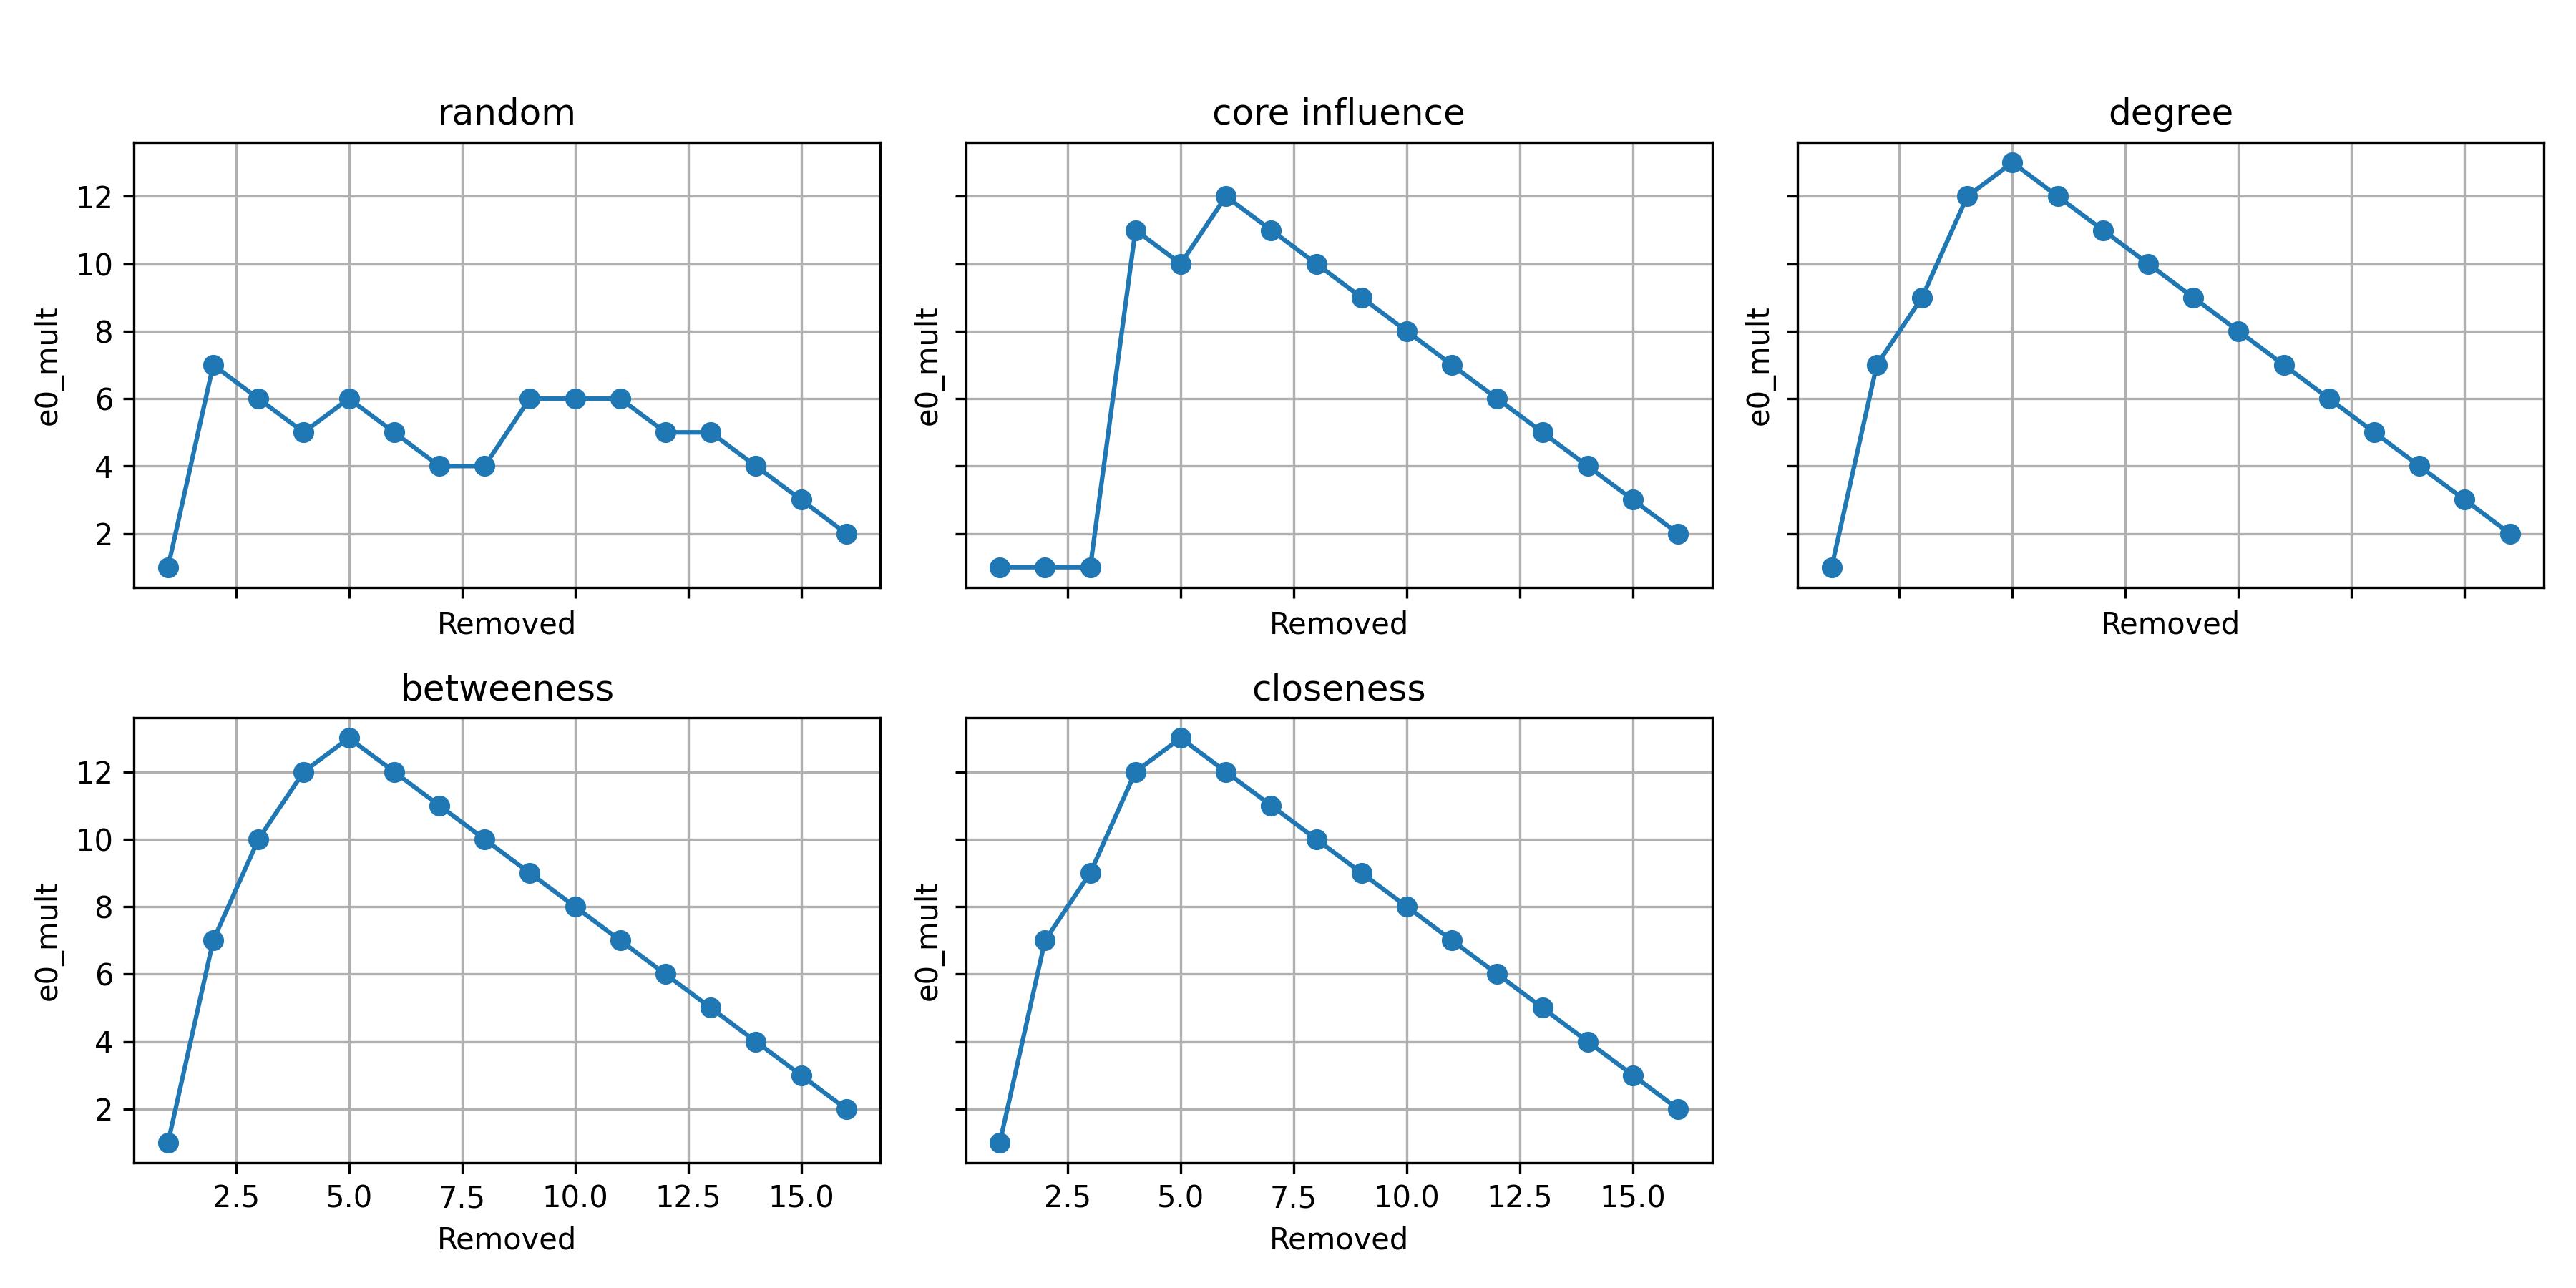 random
core influence
degree
12
10
8
6
4
2
e0_mult
e0_mult
e0_mult
Removed
Removed
Removed
betweeness
closeness
12
10
8
6
4
2
e0_mult
e0_mult
2.5 5.0 7.5 10.0 12.5 15.0
2.5 5.0 7.5 10.0 12.5 15.0
Removed
Removed